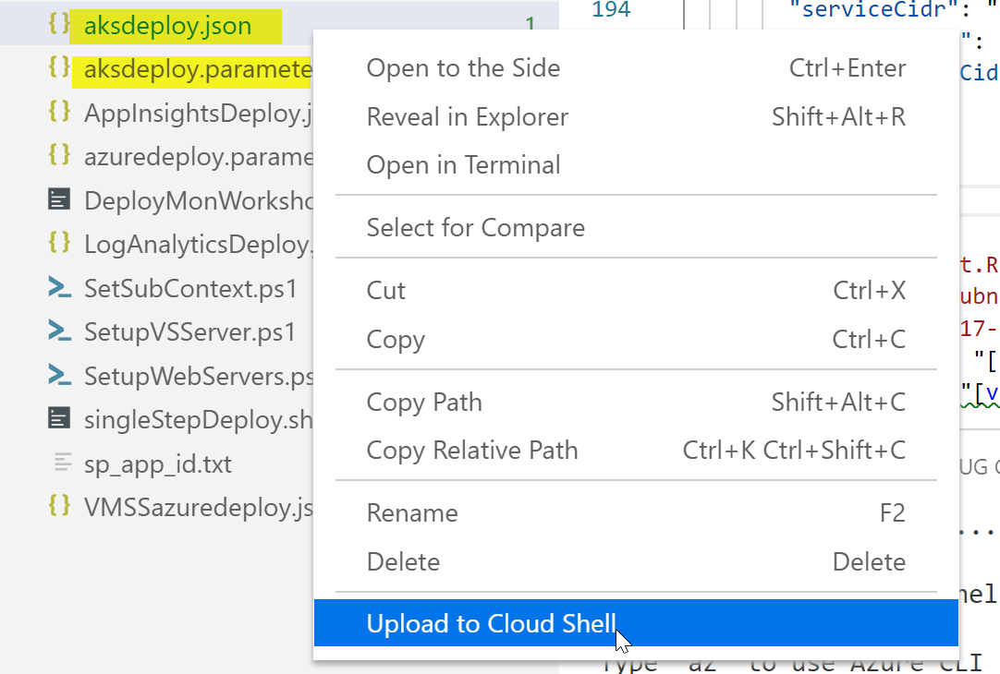 aksdeploy.json 1
aksdeploy.paramete
AppInsightsDeploy.j
azuredeploy.parame
DeployMonWorksho
LogAnalyticsDeploy.
SetSubContext.ps1
SetupVSServer.ps1
SetupWebServers.ps
singleStepDeploy.sh
sp_app_id.txt
VMSSazuredeploy.js
Open to the Side Ctrl+Enter
Reveal in Explorer Shift+Alt+R
Open in Terminal
Select for Compare
Cut Ctrl+X
Copy Ctrl+C
Copy Path Shift+Alt+C
Copy Relative Path Ctrl+K Ctrl+Shift+C
Rename F2
Delete Delete
Upload to Cloud Shell
194 "serviceCidr": "
":
Cid
t.R
ubn
17-
"[
"[v
UG
...
hel
Type "az" to use Azure CLI